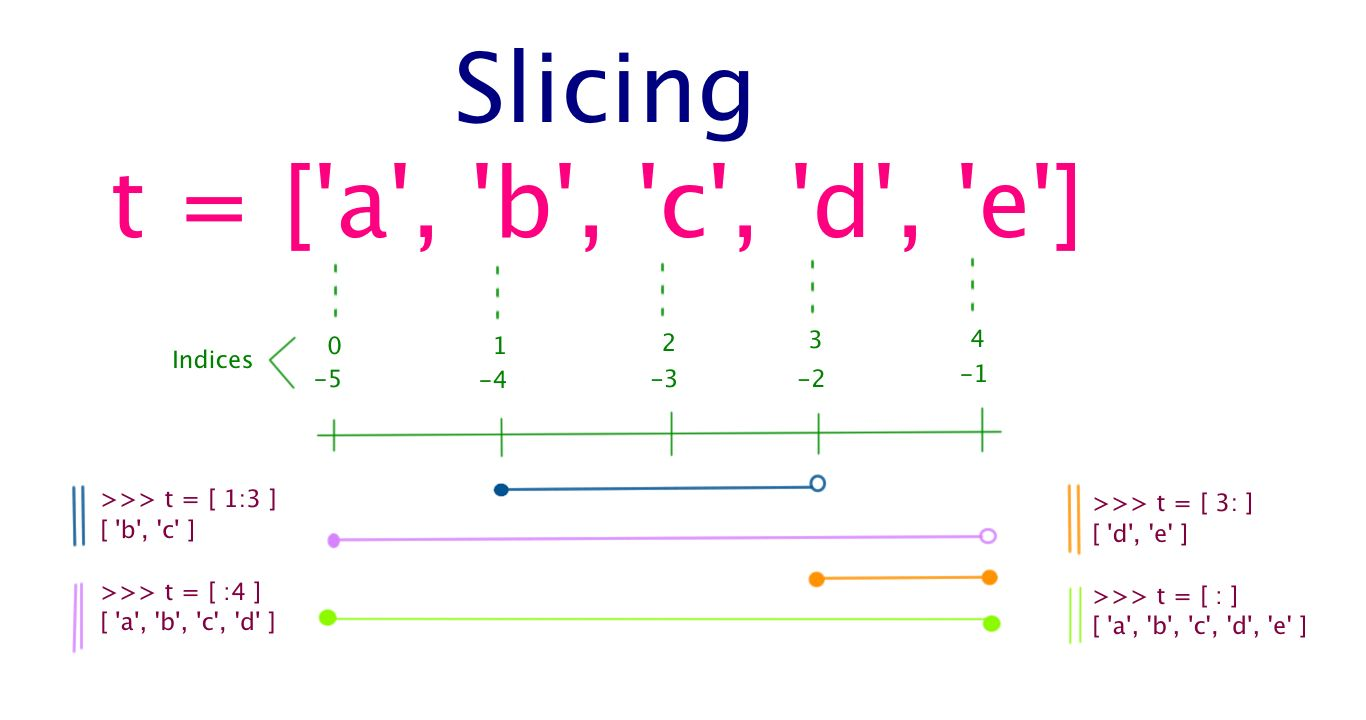 Slicing
t = ['a', 'b', 'c', 'd', 'e']
Indices
0 1 2 3 4
-5 -4 -3 -2 -1
>>> t = [ 1:3 ]
[ 'b', 'c' ]
>>> t = [ :4 ]
[ 'a', 'b', 'c', 'd' ]
>>> t = [ 3: ]
[ 'd', 'e' ]
>>> t = [ : ]
[ 'a', 'b', 'c', 'd', 'e' ]